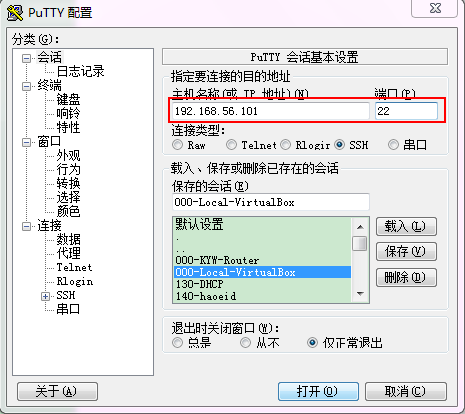 PuTTY 配置
分类(G):
会话
日志记录
终端
键盘
响铃
特性
窗口
外观
行为
转换
选择
颜色
连接
数据
代理
Telnet
Rlogin
SSH
串口
PuTTY 会话基本设置
指定要连接的目的地址
主机名称(或 IP 地址)(N) 端口(P)
192.168.56.101 22
连接类型:
Raw Telnet Rlogir SSH 串口
载入、保存或删除已存在的会话
保存的会话(E)
000-Local-VirtualBox
默认设置
.
..
000-KYW-Router
000-Local-VirtualBox
130-DHCP
140-haoeid
载入(L)
保存(V)
删除(D)
退出时关闭窗口(W):
总是 从不 仅正常退出
关于(A) 打开(O) 取消(C)